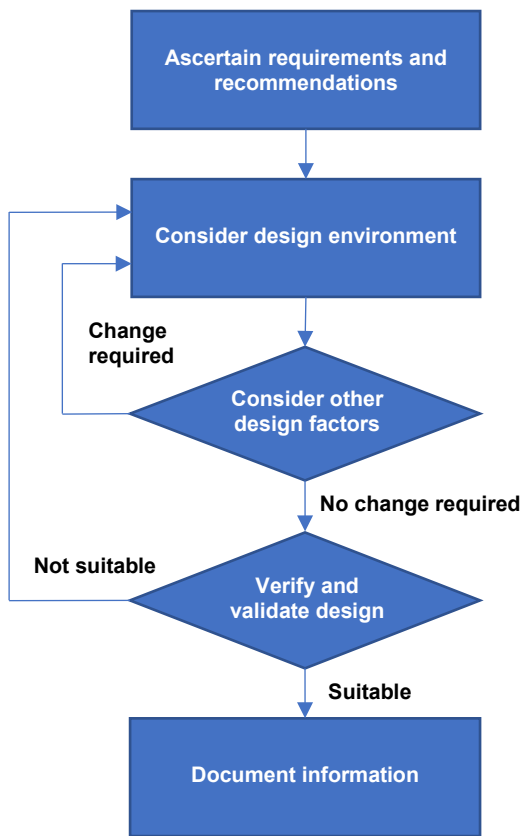 Ascertain requirements and
recommendations
Consider design environment
Change
required
Consider other
design factors
No change required
Not suitable
Verify and
validate design
Suitable
Document information